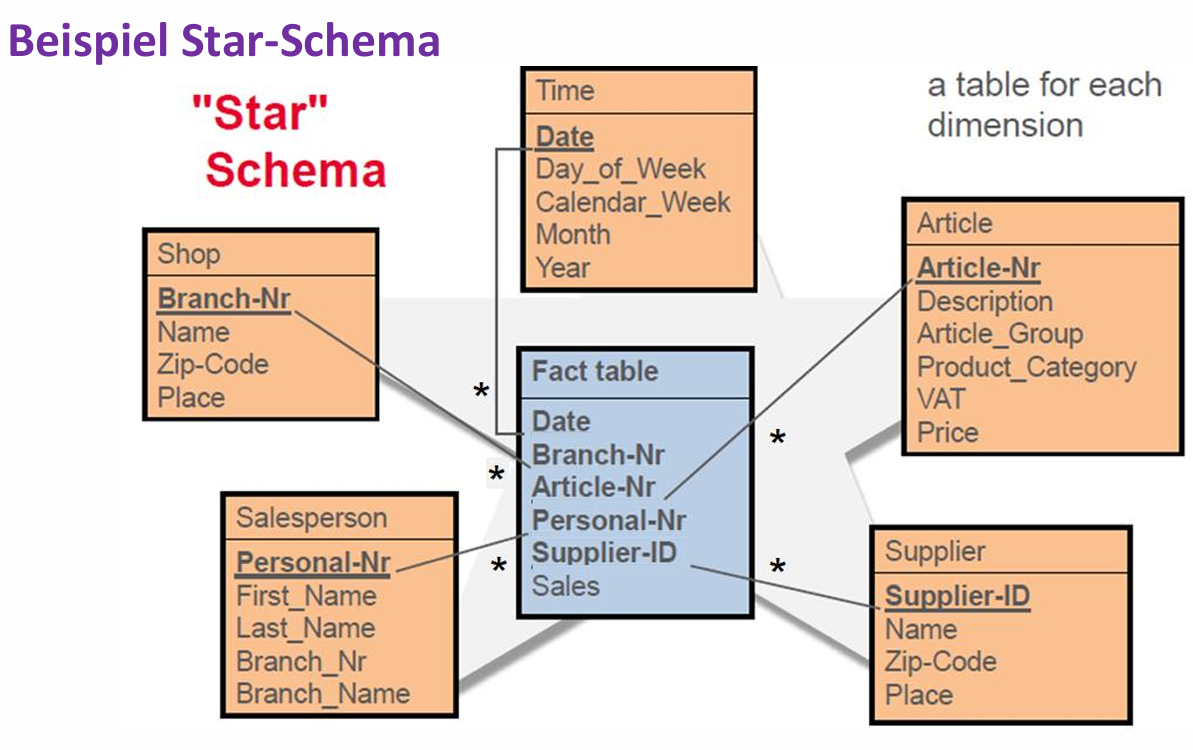 Beispiel Star-Schema
"Star"
Schema
a table for each
dimension
Time
Date
Day_of_Week
Calendar_Week
Month
Year
Shop
Branch-Nr
Name
Zip-Code
Place
Article
Article-Nr
Description
Article_Group
Product_Category
VAT
Price
Fact table
Date
Branch-Nr
Article-Nr
Personal-Nr
Supplier-ID
Sales
*
*
*
*
*
Salesperson
Personal-Nr
First_Name
Last_Name
Branch_Nr
Branch_Name
Supplier
Supplier-ID
Name
Zip-Code
Place